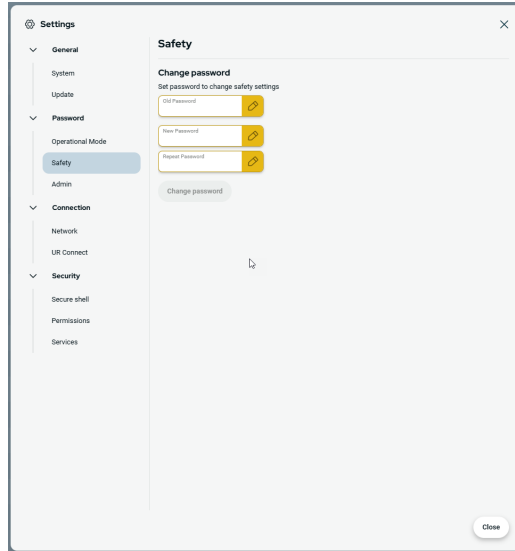 Settings
General
System
Update
Password
Operational Mode
Safety
Admin
Connection
Network
UR Connect
Security
Secure shell
Permissions
Services
Safety
Change password
Set password to change safety settings
Old Password
New Password
Repeat Password
Change password
Close